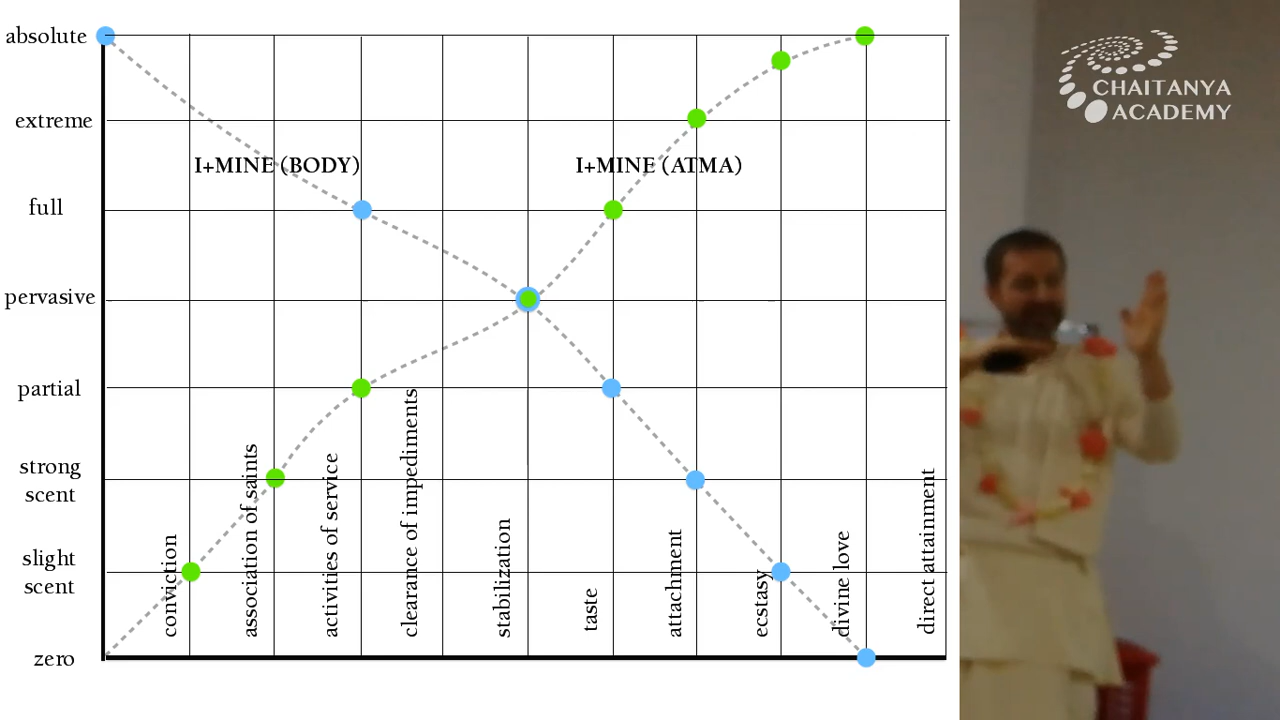 absolute
extreme
full
pervasive
partial
strong
scent
slight
scent
zero
I+MINE (BODY)
I+MINE (ATMA)
conviction
association of saints
activities of service
clearance of impediments
stabilization
taste
attachment
ecstasy
divine love
direct attainment
CHAITANYA
ACADEMY